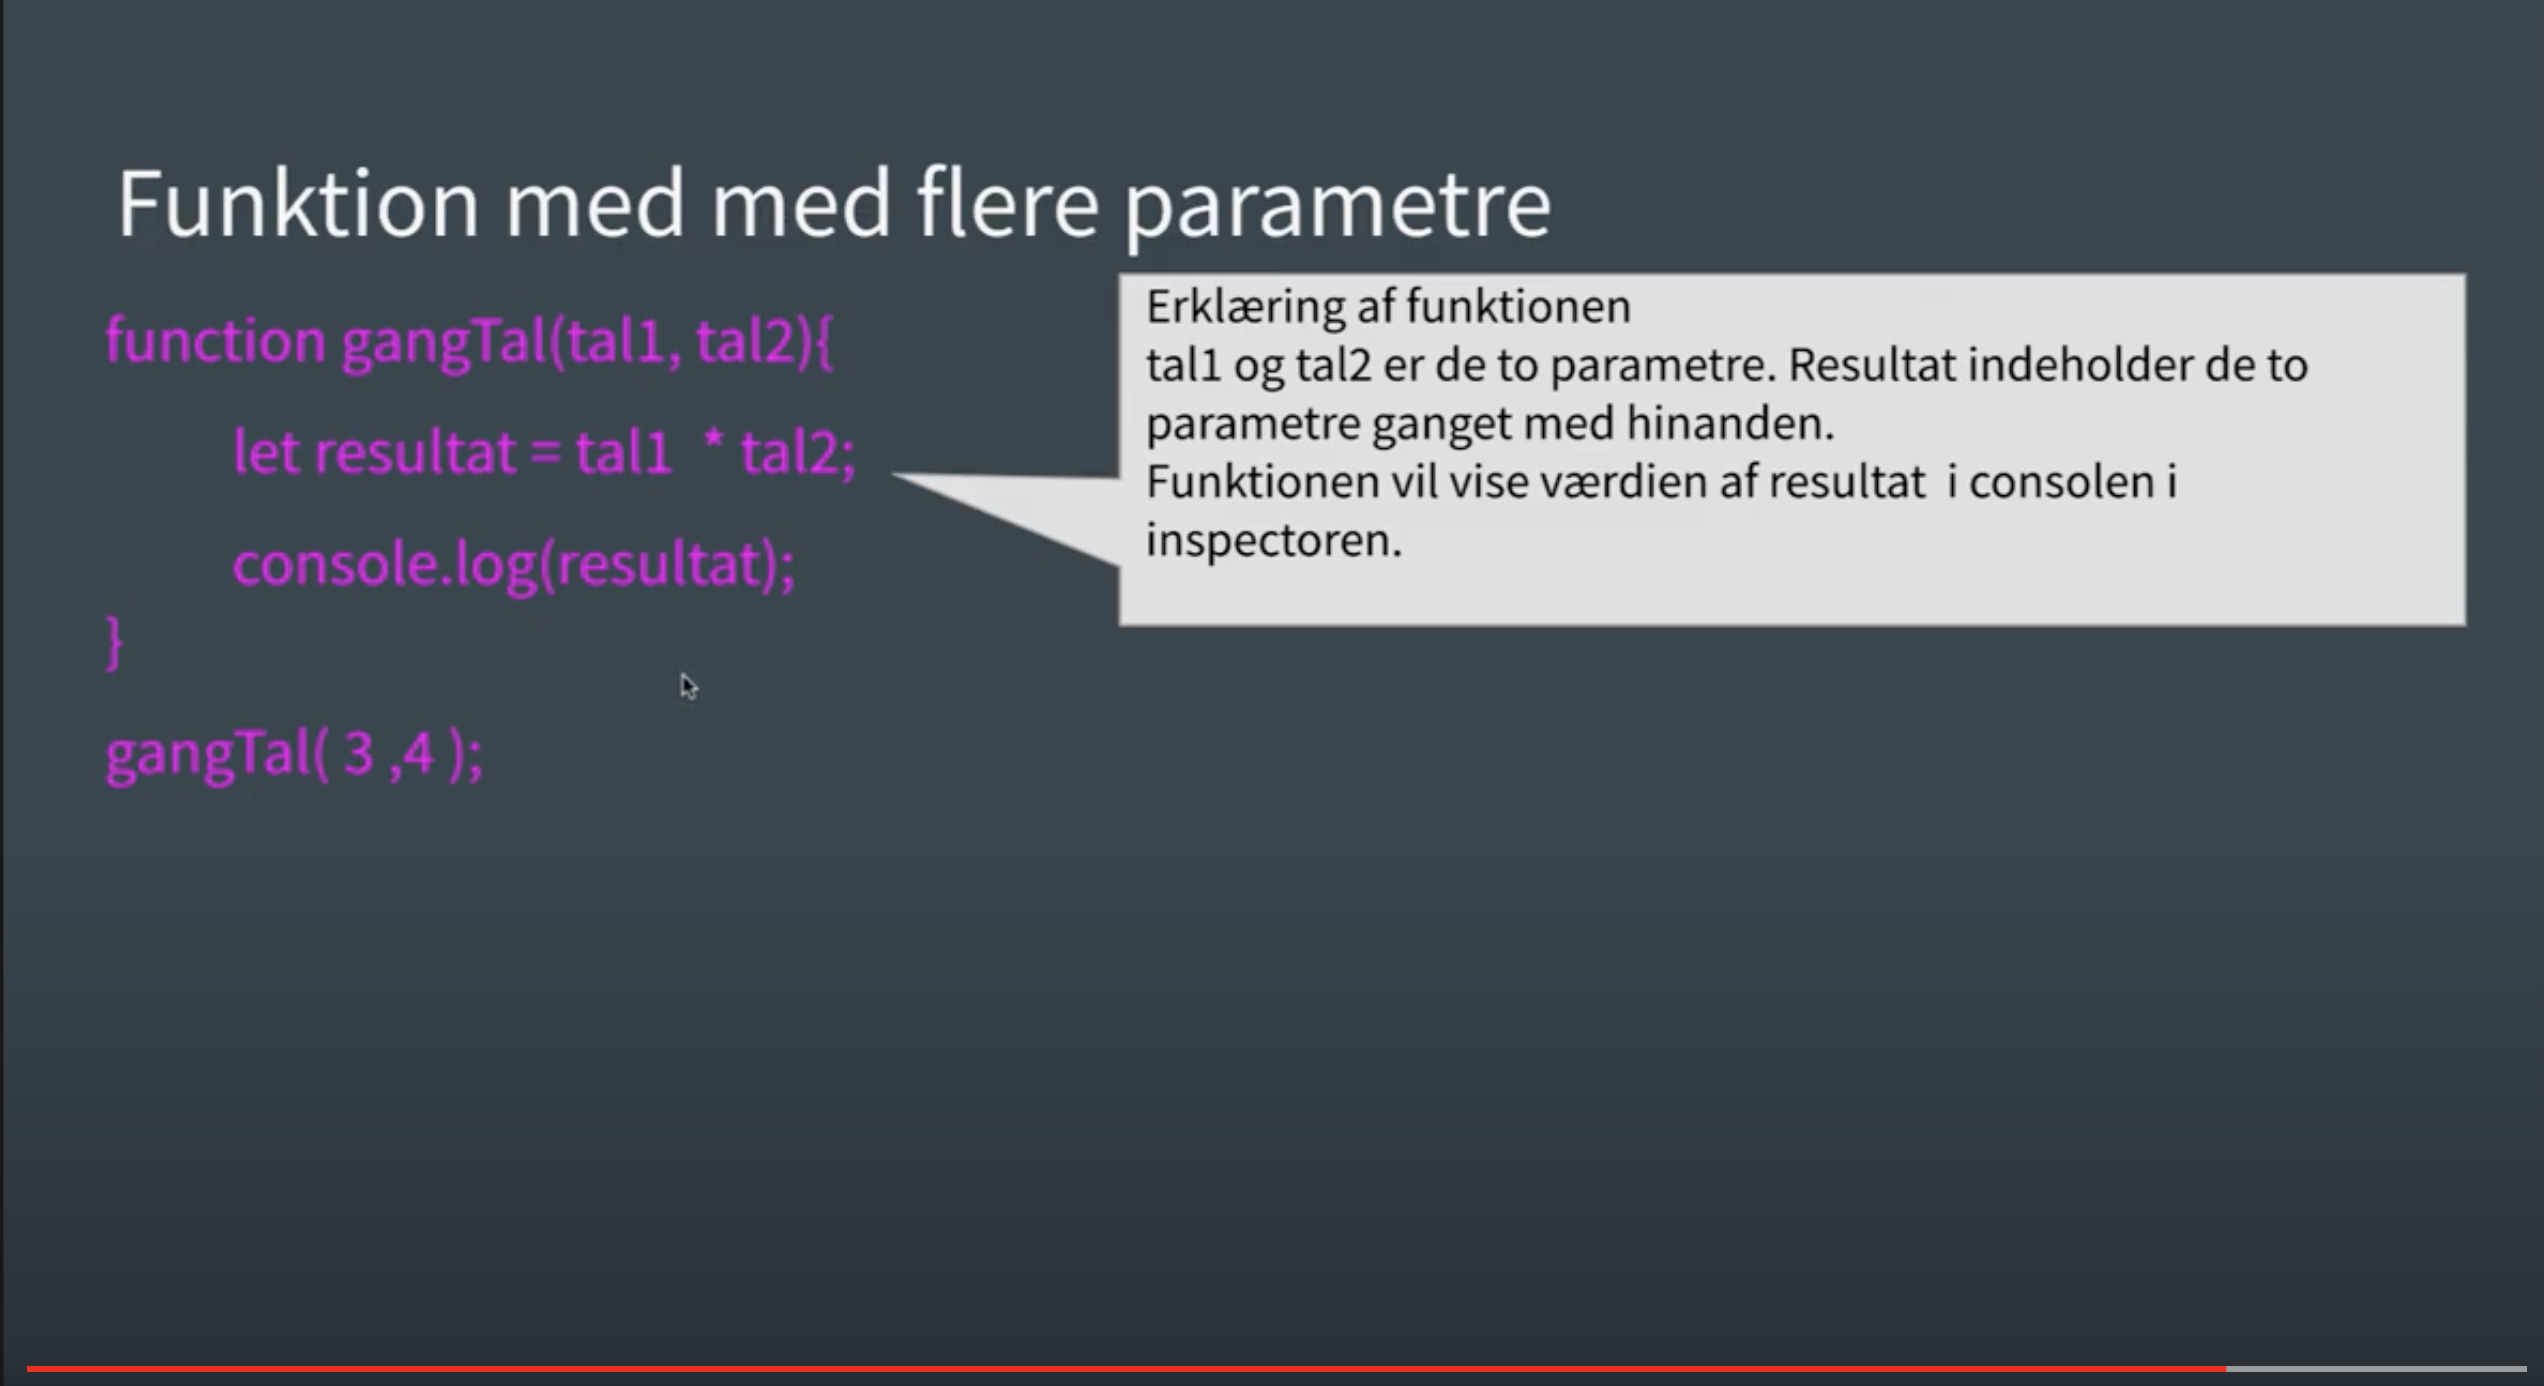 Funktion med med flere parametre
function gangTal(tal1, tal2){
let resultat = tal1  * tal2;
console.log(resultat);
}
gangTal( 3 ,4 );
Erklæring af funktionen
tal1 og tal2 er de to parametre. Resultat indeholder de to
parametre ganget med hinanden.
Funktionen vil vise værdien af resultat  i consolen i
inspectoren.